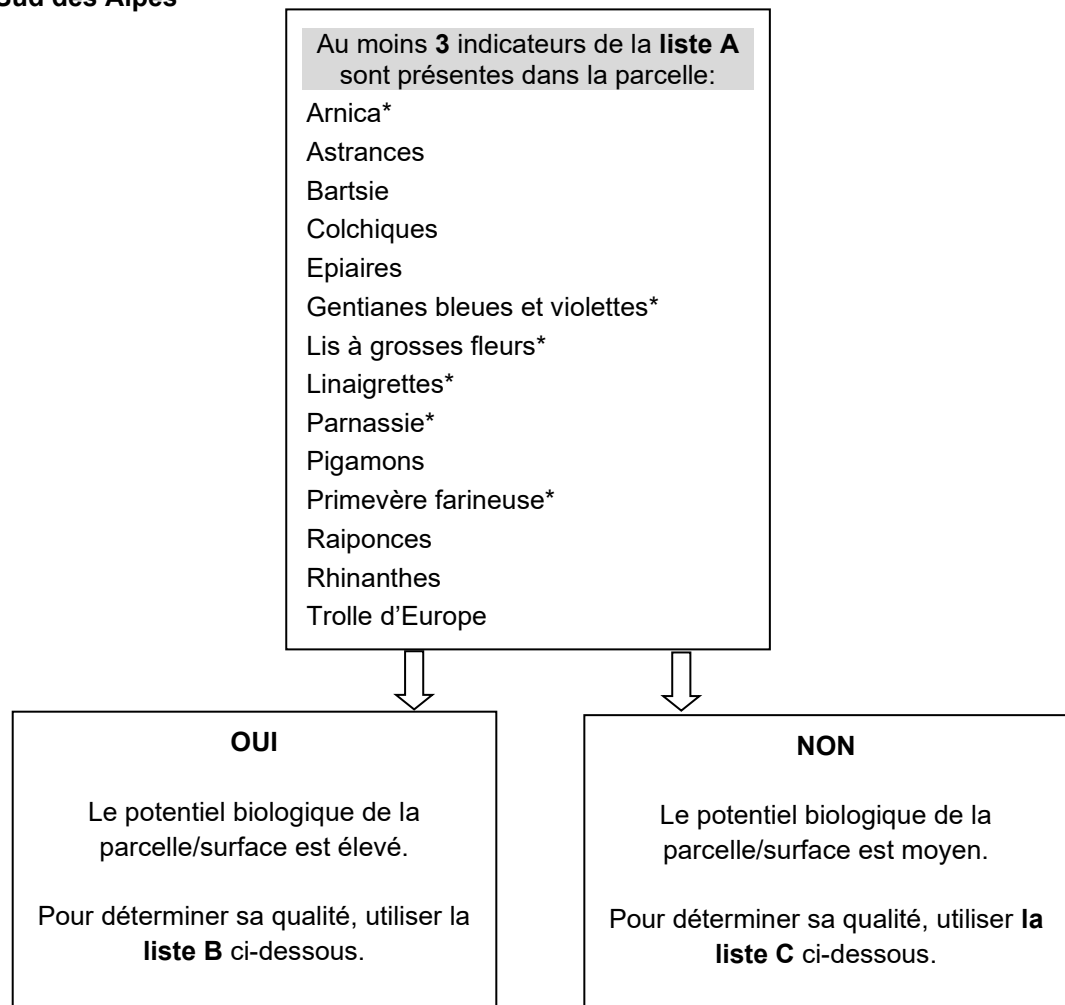 Sud des Alpes
Au moins 3 indicateurs de la liste A
sont présentes dans la parcelle:
Arnica*
Astrances
Bartsie
Colchiques
Epiaires
Gentianes bleues et violettes*
Lis à grosses fleurs*
Linaigrettes*
Parnassie*
Pigamons
Primevère farineuse*
Raiponces
Rhinanthes
Trolle d'Europe
OUI
Le potentiel biologique de la
parcelle/surface est élevé.
Pour déterminer sa qualité, utiliser la
liste B ci-dessous.
NON
Le potentiel biologique de la
parcelle/surface est moyen.
Pour déterminer sa qualité, utiliser la
liste C ci-dessous.